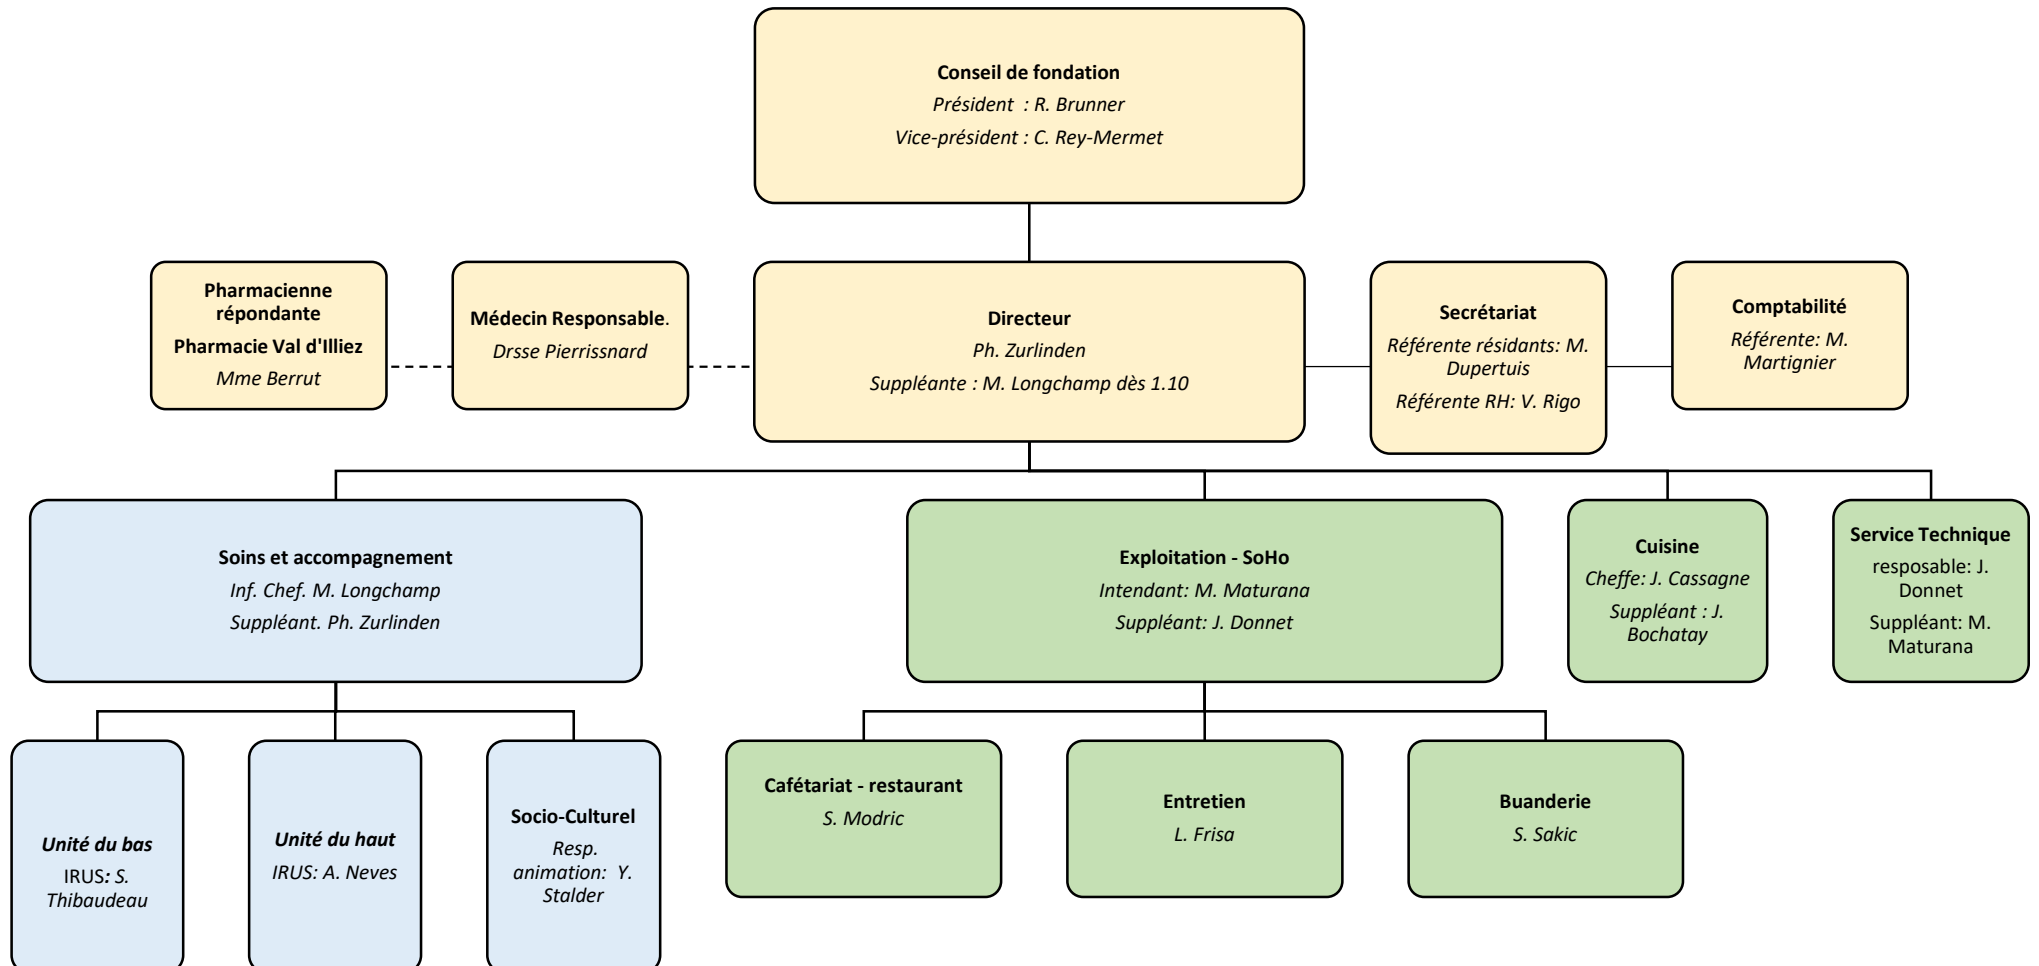 Conseil de fondation
Président  : R. Brunner
Vice-président : C. Rey-Mermet
Pharmacienne
répondante
Pharmacie Val d'Illiez
Mme Berrut
Médecin Responsable.
Drsse Pierrissnard
Directeur
Ph. Zurlinden
Suppléante : M. Longchamp dès 1.10
Secrétariat
Référente résidants: M.
Dupertuis
Référente RH: V. Rigo
Comptabilité
Référente: M.
Martignier
Soins et accompagnement
Inf. Chef. M. Longchamp
Suppléant. Ph. Zurlinden
Exploitation - SoHo
Intendant: M. Maturana
Suppléant: J. Donnet
Cuisine
Cheffe: J. Cassagne
Suppléant : J.
Bochatay
Service Technique
resposable: J.
Donnet
Suppléant: M.
Maturana
Unité du bas
IRUS: S.
Thibaudeau
Unité du haut
IRUS: A. Neves
Socio-Culturel
Resp.
animation:  Y.
Stalder
Cafétariat - restaurant
S. Modric
Entretien
L. Frisa
Buanderie
S. Sakic